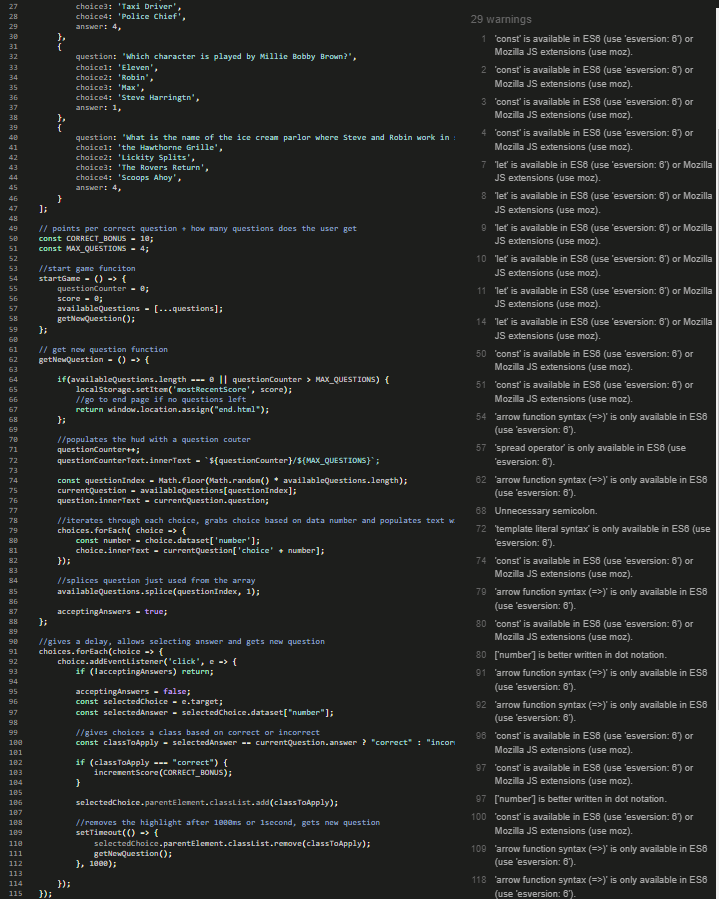 27 choice3: 'Taxi Driver',
28 choice4: 'Police Chief',
29 answer: 4,
30 },
31 {
32 question: 'Which character is played by Millie Bobby Brown?',
33 choice1: 'Eleven',
34 choice2: 'Robin',
35 choice3: 'Max',
36 choice4: 'Steve Harringtn',
37 answer: 1,
38 },
39 {
40 question: 'What is the name of the ice cream parlor where Steve and Robin work in
41 choice1: 'the Hawthorne Grille',
42 choice2: 'Lickity Splits',
43 choice3: 'The Rovers Return',
44 choice4: 'Scoops Ahoy',
45 answer: 4,
46 }
47 ];
48
49 // points per correct question + how many questions does the user get
50 const CORRECT_BONUS = 10;
51 const MAX_QUESTIONS = 4;
52
53 //start game funciton
54 startGame = () => {
55 questionCounter = 0;
56 score = 0;
57 availableQuestions = [...questions];
58 getNewQuestion();
59 };
60
61 // get new question function
62 getNewQuestion = () => {
63
64 if(availableQuestions.length === 0 || questionCounter > MAX_QUESTIONS) {
65 localStorage.setItem('mostRecentScore', score);
66 //go to end page if no questions left
67 return window.location.assign("end.html");
68 };
69
70 //populates the hud with a question couter
71 questionCounter++;
72 questionCounterText.innerText = `${questionCounter}/${MAX_QUESTIONS}`;
73
74 const questionIndex = Math.floor(Math.random() * availableQuestions.length);
75 currentQuestion = availableQuestions[questionIndex];
76 question.innerText = currentQuestion.question;
77
78 //iterates through each choice, grabs choice based on data number and populates text w
79 choices.forEach( choice => {
80 const number = choice.dataset['number'];
81 choice.innerText = currentQuestion['choice' + number];
82 });
83
84 //splices question just used from the array
85 availableQuestions.splice(questionIndex, 1);
86
87 acceptingAnswers = true;
88 };
89
90 //gives a delay, allows selecting answer and gets new question
91 choices.forEach(choice => {
92 choice.addEventListener('click', e => {
93 if (!acceptingAnswers) return;
94
95 acceptingAnswers = false;
96 const selectedChoice = e.target;
97 const selectedAnswer = selectedChoice.dataset["number"];
98
99 //gives choices a class based on correct or incorrect
100 const classToApply = selectedAnswer == currentQuestion.answer ? "correct" : "incor
101
102 if (classToApply === "correct") {
103 incrementScore(CORRECT_BONUS);
104 }
105
106 selectedChoice.parentElement.classList.add(classToApply);
107
108 //removes the highlight after 1000ms or 1second, gets new question
109 setTimeout(() => {
110 selectedChoice.parentElement.classList.remove(classToApply);
111 getNewQuestion();
112 }, 1000);
113
114 });
115 });
29 warnings
1 'const' is available in ES6 (use 'esversion: 6') or
Mozilla JS extensions (use moz).
2 'const' is available in ES6 (use 'esversion: 6') or
Mozilla JS extensions (use moz).
3 'const' is available in ES6 (use 'esversion: 6') or
Mozilla JS extensions (use moz).
4 'const' is available in ES6 (use 'esversion: 6') or
Mozilla JS extensions (use moz).
7 'let' is available in ES6 (use 'esversion: 6') or Mozilla
JS extensions (use moz).
8 'let' is available in ES6 (use 'esversion: 6') or Mozilla
JS extensions (use moz).
9 'let' is available in ES6 (use 'esversion: 6') or Mozilla
JS extensions (use moz).
10 'let' is available in ES6 (use 'esversion: 6') or Mozilla
JS extensions (use moz).
11 'let' is available in ES6 (use 'esversion: 6') or Mozilla
JS extensions (use moz).
14 'let' is available in ES6 (use 'esversion: 6') or Mozilla
JS extensions (use moz).
50 'const' is available in ES6 (use 'esversion: 6') or
Mozilla JS extensions (use moz).
51 'const' is available in ES6 (use 'esversion: 6') or
Mozilla JS extensions (use moz).
54 'arrow function syntax (=>)' is only available in ES6
(use 'esversion: 6').
57 'spread operator' is only available in ES6 (use
'esversion: 6').
62 'arrow function syntax (=>)' is only available in ES6
(use 'esversion: 6').
68 Unnecessary semicolon.
72 'template literal syntax' is only available in ES6 (use
'esversion: 6').
74 'const' is available in ES6 (use 'esversion: 6') or
Mozilla JS extensions (use moz).
79 'arrow function syntax (=>)' is only available in ES6
(use 'esversion: 6').
80 'const' is available in ES6 (use 'esversion: 6') or
Mozilla JS extensions (use moz).
80 ['number'] is better written in dot notation.
91 'arrow function syntax (=>)' is only available in ES6
(use 'esversion: 6').
92 'arrow function syntax (=>)' is only available in ES6
(use 'esversion: 6').
96 'const' is available in ES6 (use 'esversion: 6') or
Mozilla JS extensions (use moz).
97 'const' is available in ES6 (use 'esversion: 6') or
Mozilla JS extensions (use moz).
97 ['number'] is better written in dot notation.
100 'const' is available in ES6 (use 'esversion: 6') or
Mozilla JS extensions (use moz).
109 'arrow function syntax (=>)' is only available in ES6
(use 'esversion: 6').
118 'arrow function syntax (=>)' is only available in ES6
(use 'esversion: 6').